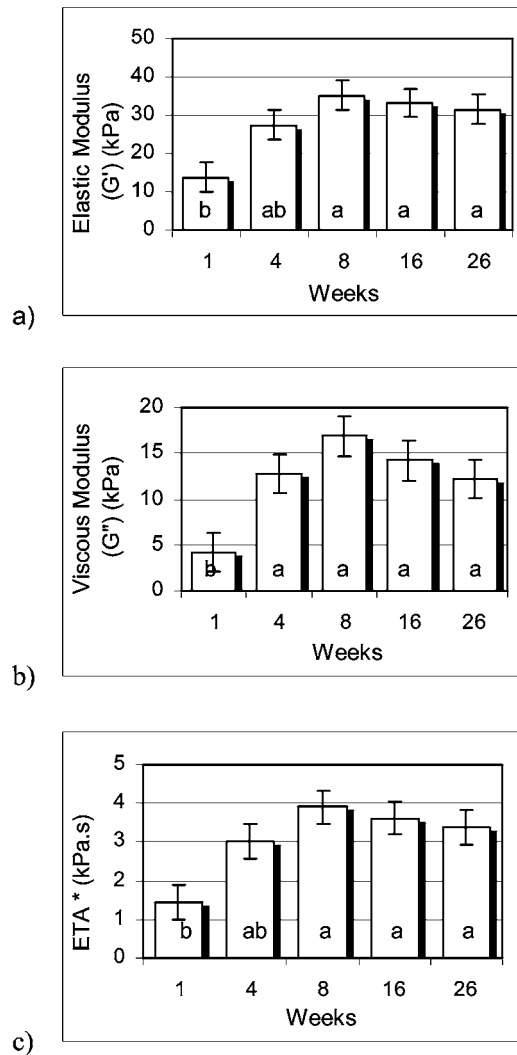 50
40
30
20
10
0
Elastic Modulus
(G') (kPa)
b ab a a a
1 4 8 16 26
Weeks
a)
20
15
10
5
0
Viscous Modulus
(G") (kPa)
b a a a a
1 4 8 16 26
Weeks
b)
5
4
3
2
1
0
ETA * (kPa.s)
b ab a a a
1 4 8 16 26
Weeks
c)